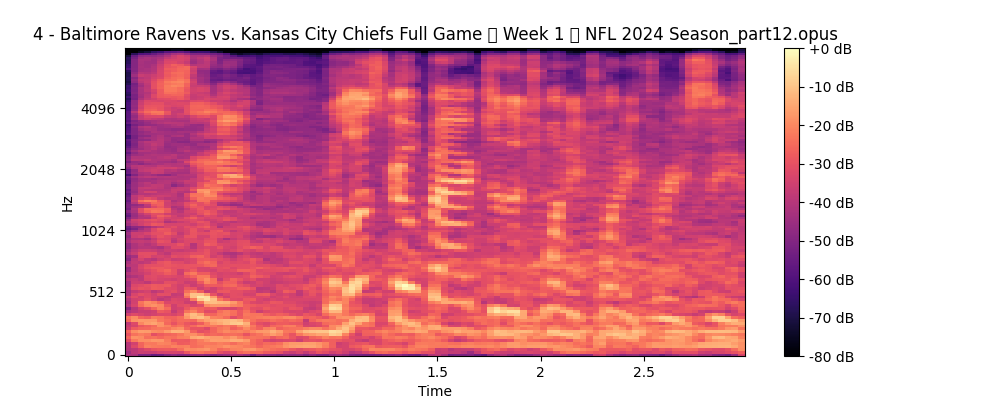 4 - Baltimore Ravens vs. Kansas City Chiefs Full Game ▯ Week 1 ▯ NFL 2024 Season_part12.opus
+0 dB
-10 dB
-20 dB
-30 dB
-40 dB
-50 dB
-60 dB
-70 dB
-80 dB
4096
2048
1024
512
0
Hz
0
0.5
1
1.5
2
2.5
Time